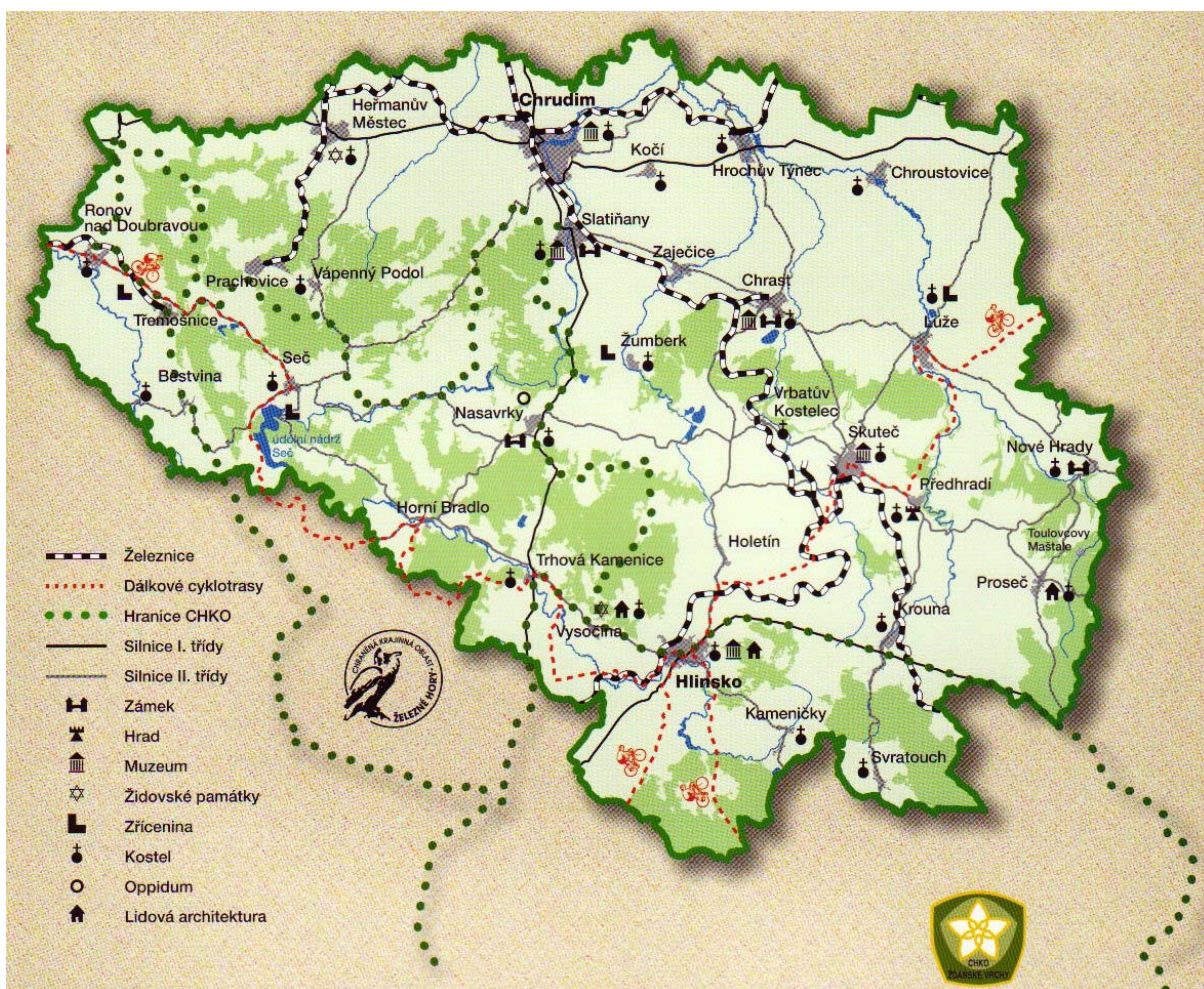 Chrudim
Heřmanův
Městec
Kočí
Hrochův Týnec
Chroustovice
Ronov
nad Doubravou
Slatiňany
Zaječice
Prachovice
Vápenný Podol
Chrast
Třemošnice
Luže
Seč
Žumberk
Běstvina
Vrbatův
Kostelec
Nasavrky
Skuteč
údolní nádrž
Seč
Nové Hrady
Předhradí
Horní Bradlo
Holetín
Toulovcovy
Maštale
Trhová Kamenice
Proseč
Krouna
Vysočina
Hlinsko
Kameničky
Svratouch
Železnice
Dálkové cyklotrasy
Hranice CHKO
Silnice I. třídy
Silnice II. třídy
Zámek
Hrad
Muzeum
Židovské památky
Zřícenina
Kostel
Oppidum
Lidová architektura
CHRÁNĚNÁ KRAJINNÁ OBLAST
ŽELEZNÉ HORY
CHKO
ŽĎÁRSKÉ VRCHY